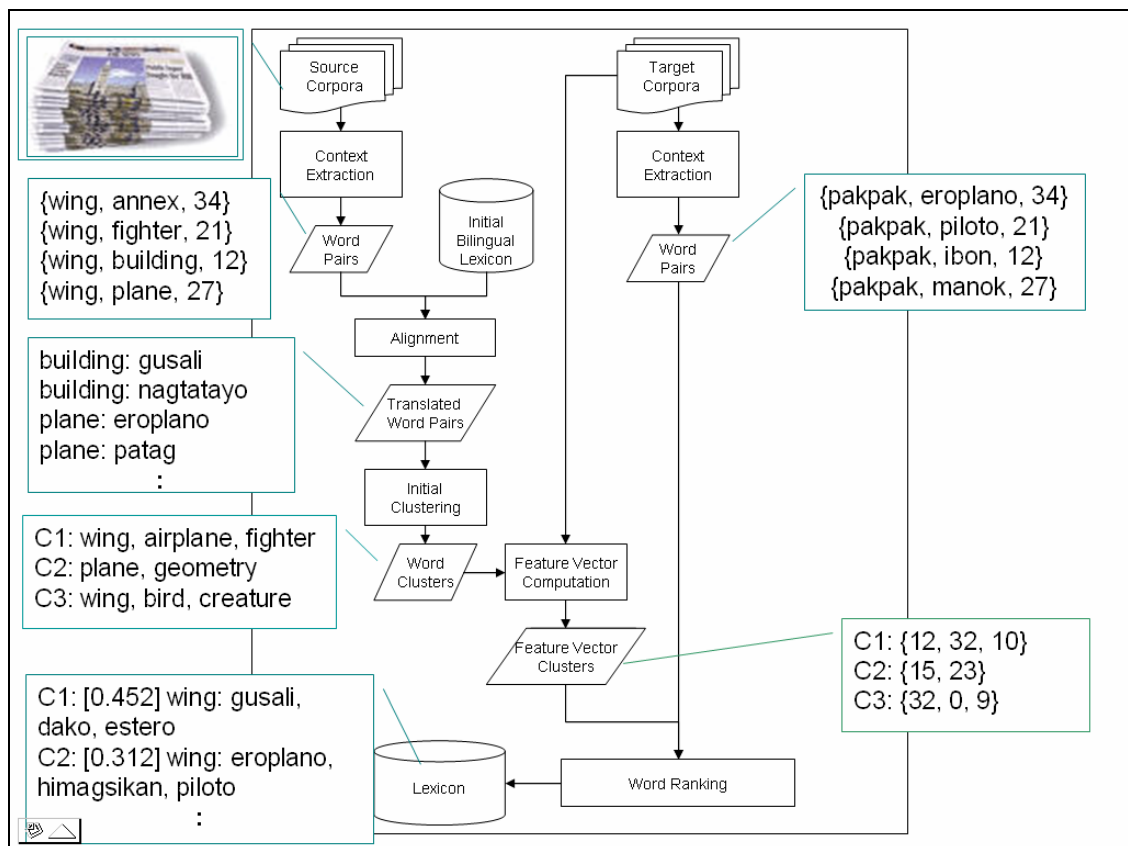 Source
Corpora
Target
Corpora
Context
Extraction
Context
Extraction
{wing, annex, 34}
{wing, fighter, 21}
{wing, building, 12}
{wing, plane, 27}
Word
Pairs
Initial
Bilingual
Lexicon
Word
Pairs
{pakpak, eroplano, 34}
{pakpak, piloto, 21}
{pakpak, ibon, 12}
{pakpak, manok, 27}
Alignment
building: gusali
building: nagtatayo
plane: eroplano
plane: patag
:
Translated
Word Pairs
Initial
Clustering
C1: wing, airplane, fighter
C2: plane, geometry
C3: wing, bird, creature
Word
Clusters
Feature Vector
Computation
Feature Vector
Clusters
C1: {12, 32, 10}
C2: {15, 23}
C3: {32, 0, 9}
C1: [0.452] wing: gusali,
dako, estero
C2: [0.312] wing: eroplano,
himagsikan, piloto
:
Lexicon
Word Ranking